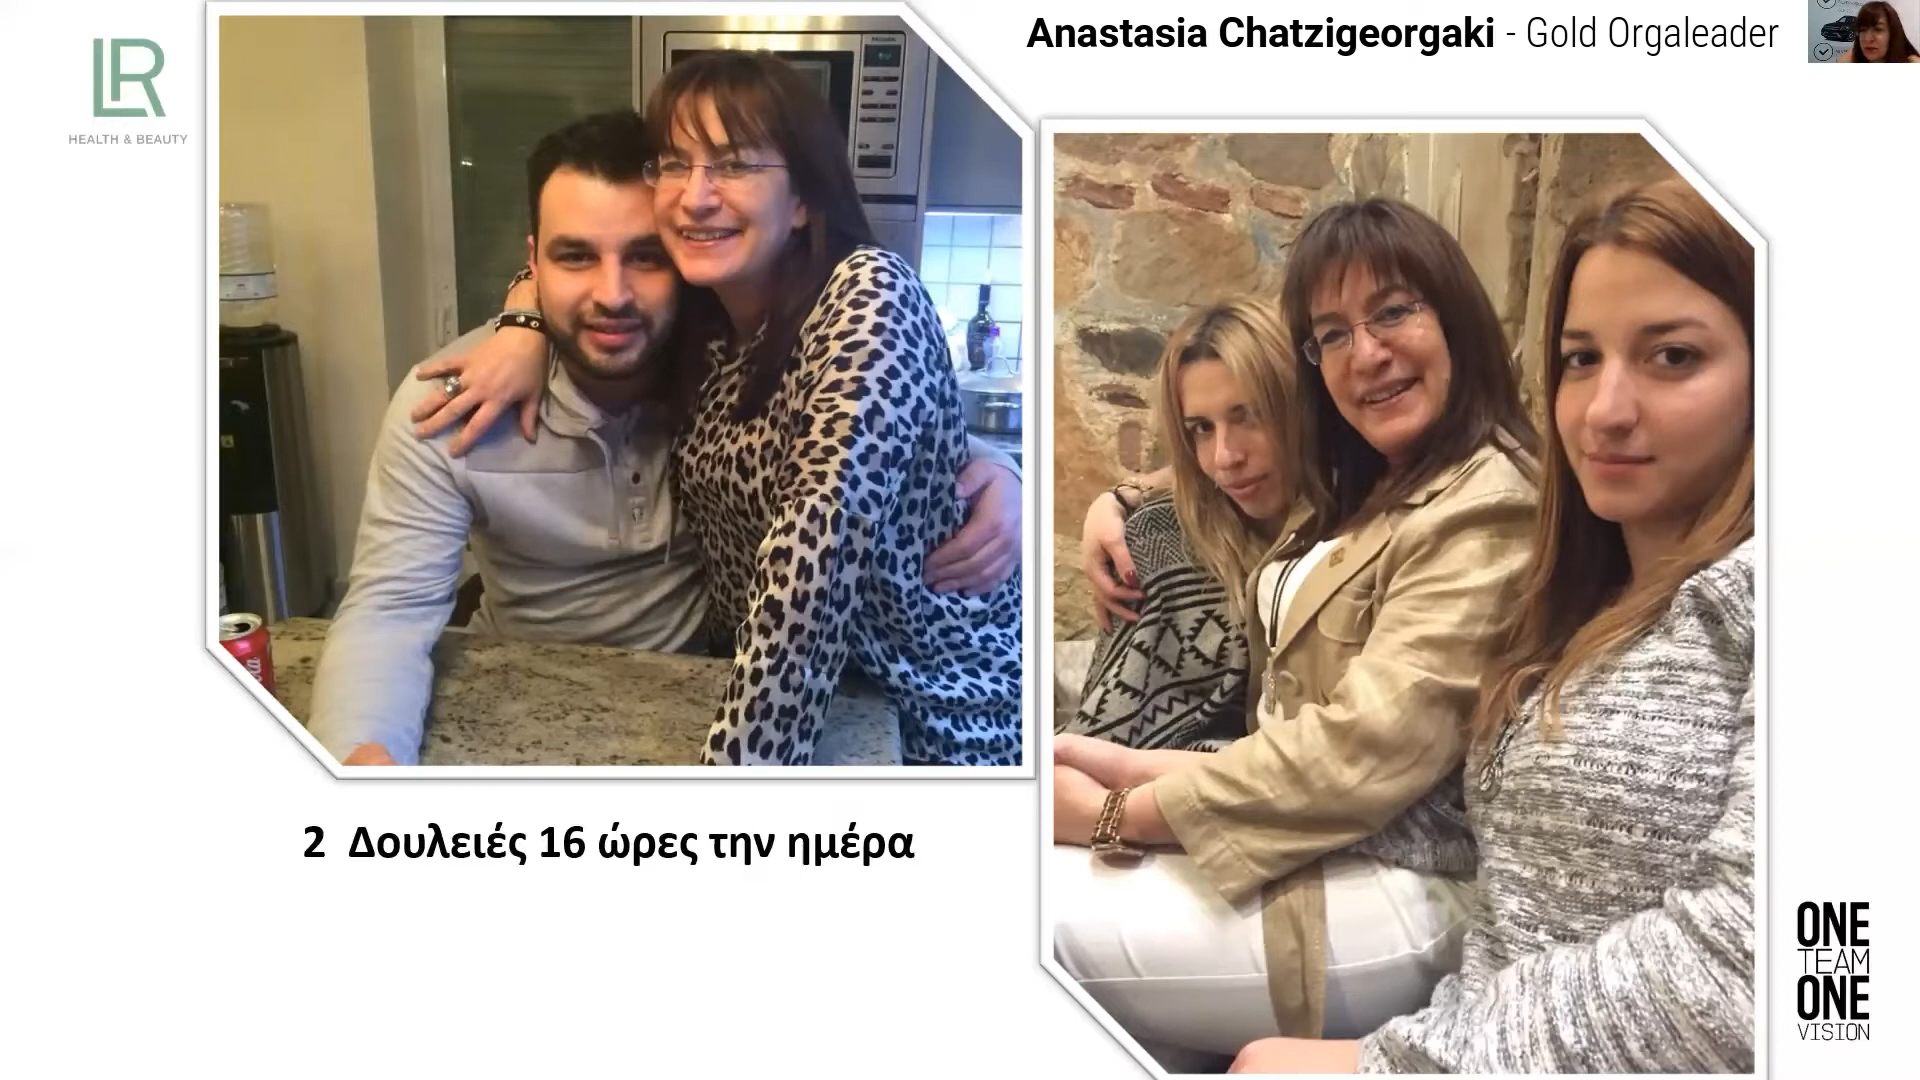 LR
HEALTH & BEAUTY
Anastasia Chatzigeorgaki - Gold Orgaleader
2 Δουλειές 16 ώρες την ημέρα
ONE
TEAM
ONE
VISION